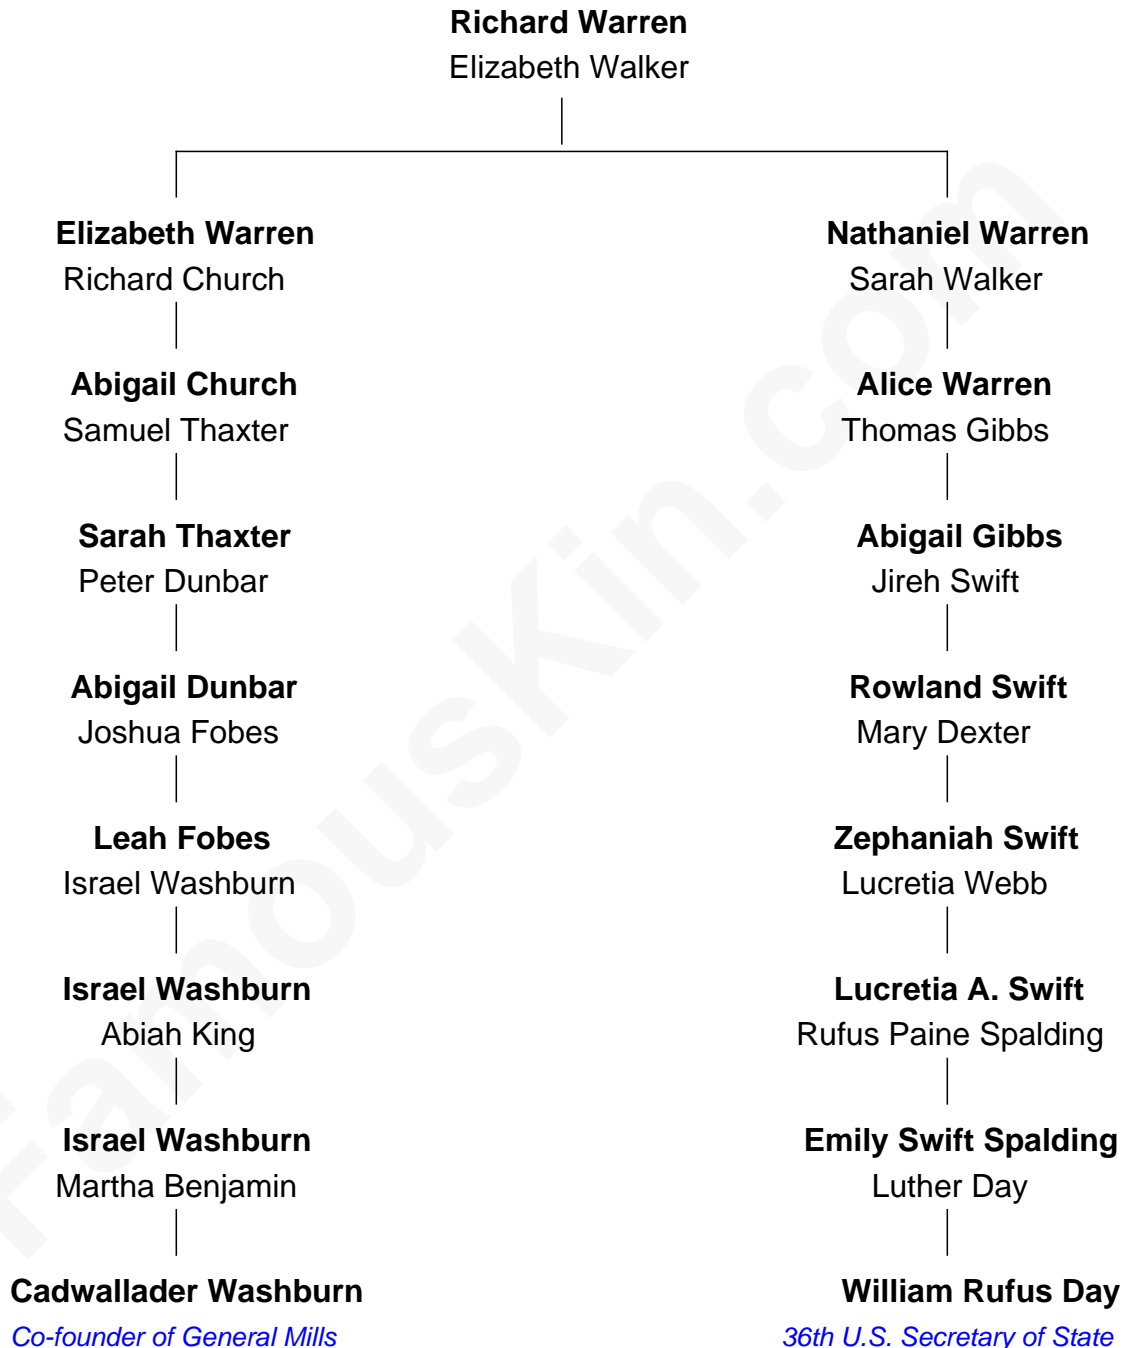 Richard Warren
Elizabeth Walker
Elizabeth Warren
Richard Church
Nathaniel Warren
Sarah Walker
Abigail Church
Samuel Thaxter
Alice Warren
Thomas Gibbs
Sarah Thaxter
Peter Dunbar
Abigail Gibbs
Jireh Swift
Abigail Dunbar
Joshua Fobes
Rowland Swift
Mary Dexter
Leah Fobes
Israel Washburn
Zephaniah Swift
Lucretia Webb
Israel Washburn
Abiah King
Lucretia A. Swift
Rufus Paine Spalding
Israel Washburn
Martha Benjamin
Emily Swift Spalding
Luther Day
Cadwallader Washburn
Co-founder of General Mills
William Rufus Day
36th U.S. Secretary of State
FamousKin.com